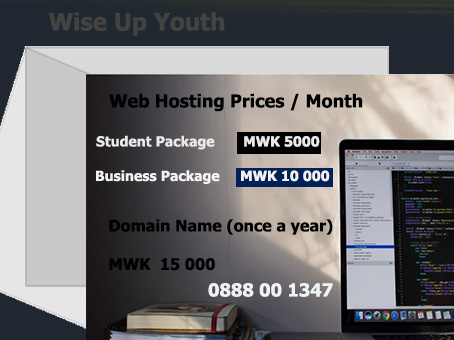 Wise Up Youth
Web Hosting Prices / Month
Student Package MWK 5000
Business Package MWK 10 000
Domain Name (once a year)
MWK 15 000
0888 00 1347